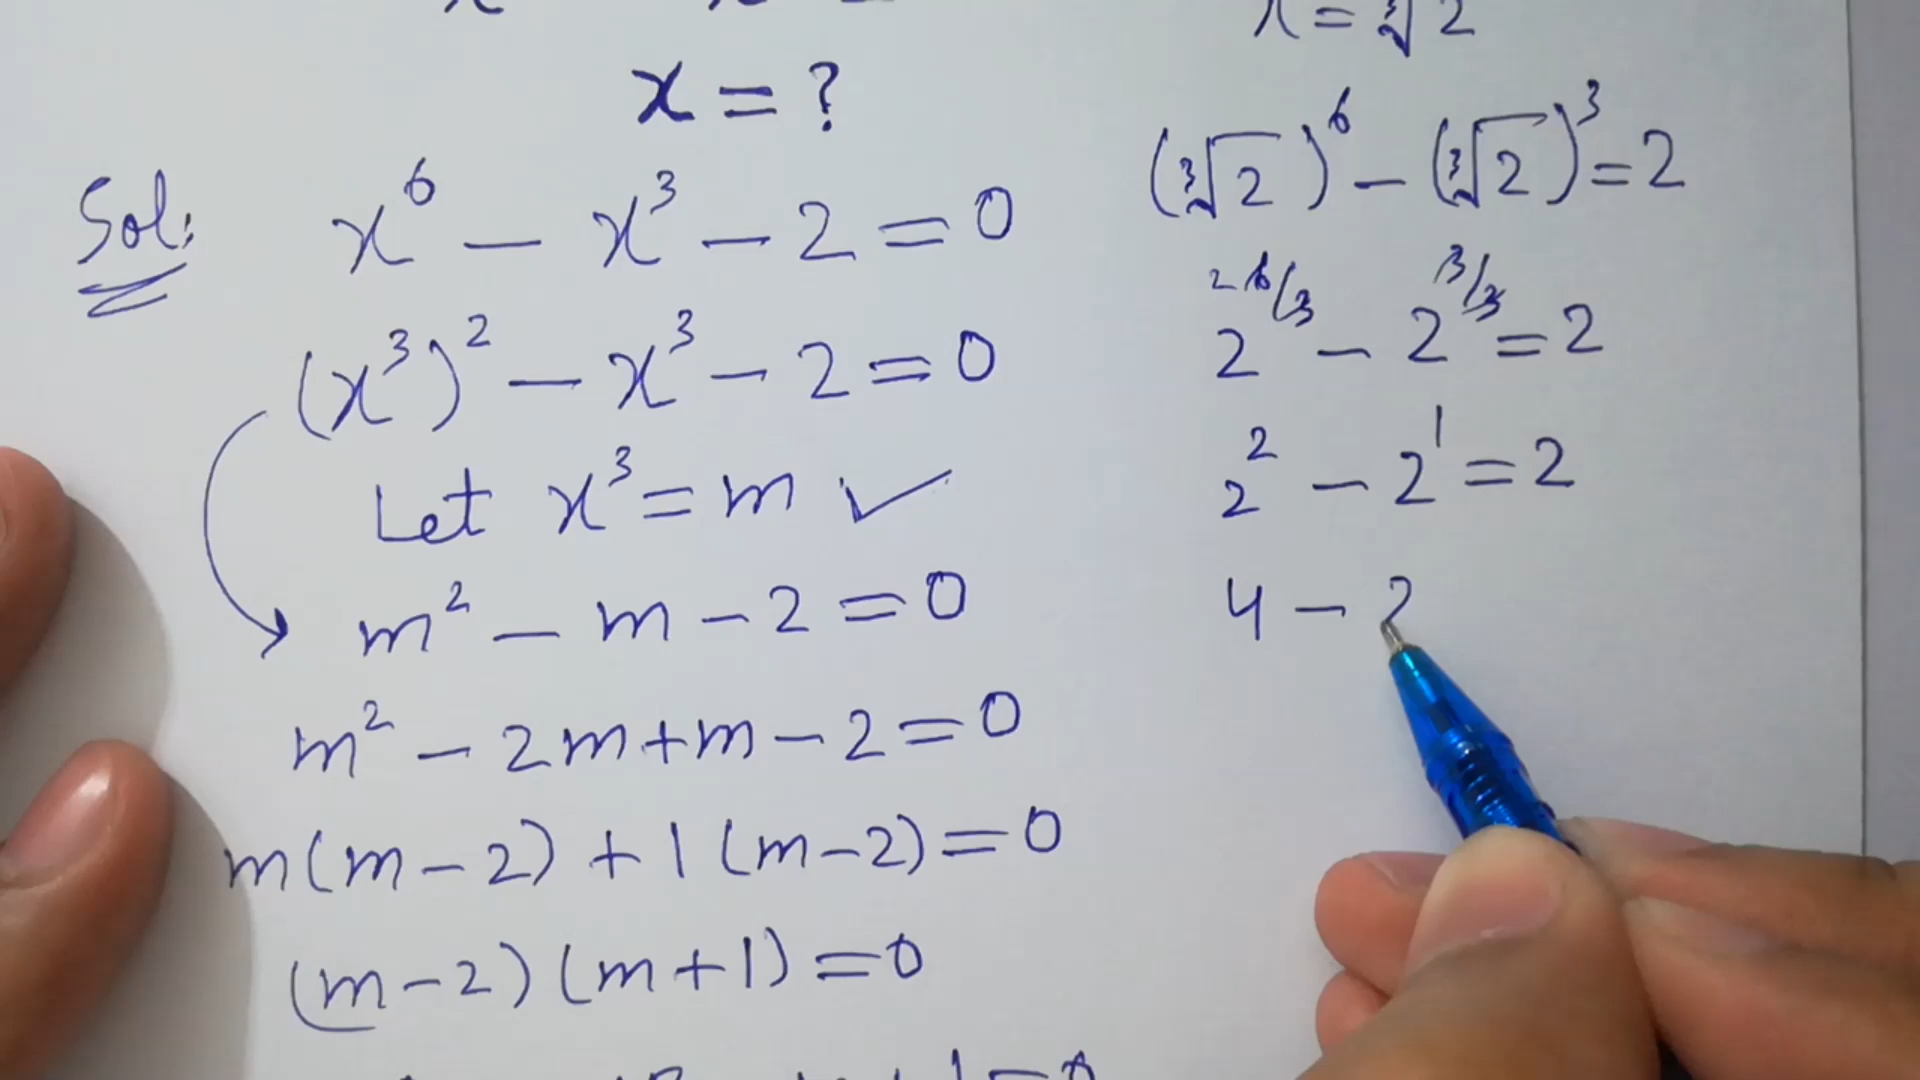 x = ?
Sol: x⁶ − x³ − 2 = 0
(x³)² − x³ − 2 = 0
Let x³ = m ✓
m² − m − 2 = 0
m² − 2m + m − 2 = 0
m(m − 2) + 1(m − 2) = 0
(m − 2)(m + 1) = 0
x = ∛2
(∛2)⁶ − (∛2)³ = 2
2^(6/3) − 2^(3/3) = 2
2² − 2¹ = 2
4 − 2